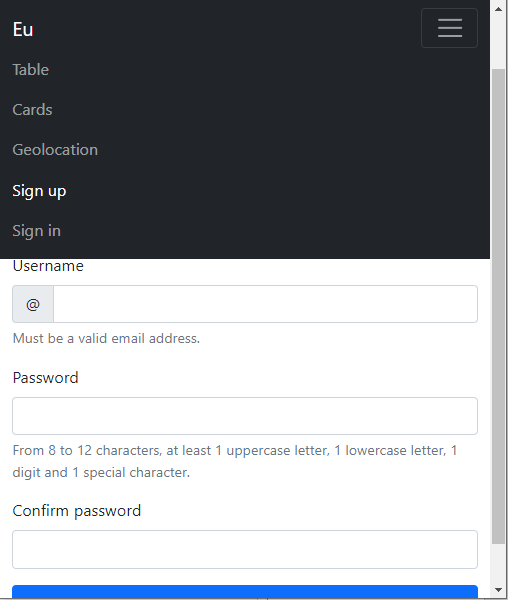 Eu
Table
Cards
Geolocation
Sign up
Sign in
Username
@
Must be a valid email address.
Password
From 8 to 12 characters, at least 1 uppercase letter, 1 lowercase letter, 1
digit and 1 special character.
Confirm password